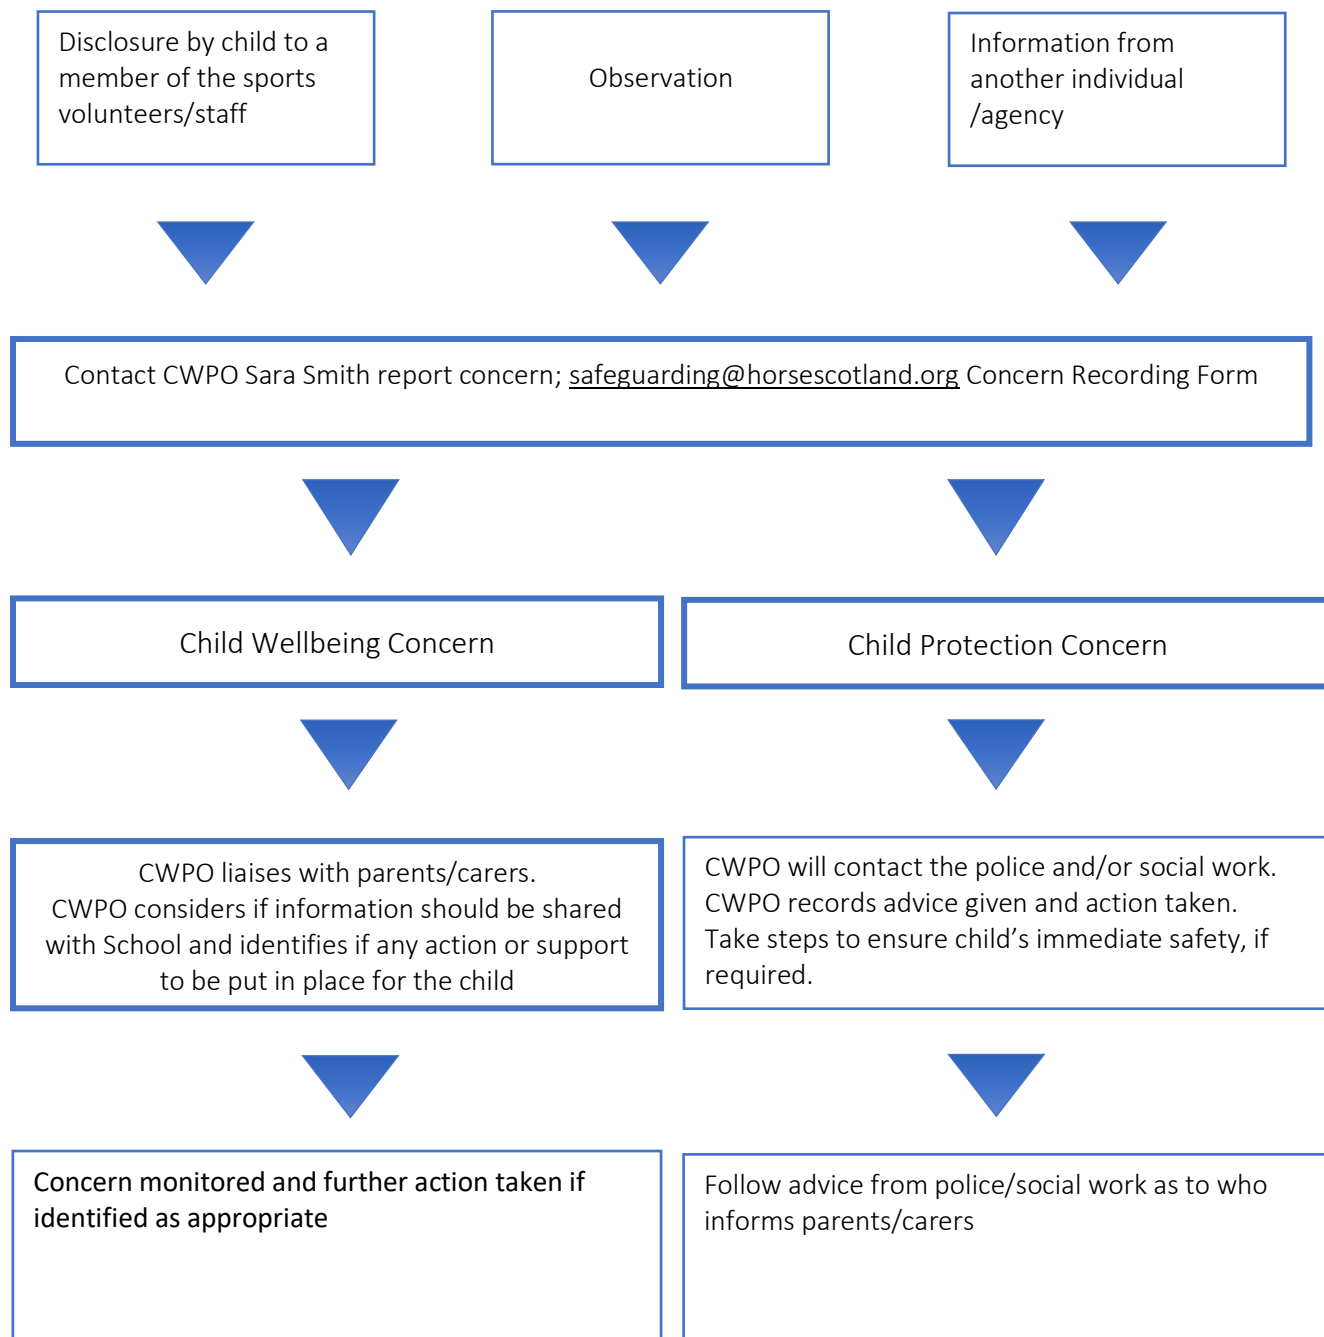 Disclosure by child to a
member of the sports
volunteers/staff
Observation
Information from
another individual
/agency
Contact CWPO Sara Smith report concern; safeguarding@horsescotland.org Concern Recording Form
Child Wellbeing Concern
Child Protection Concern
CWPO liaises with parents/carers.
CWPO considers if information should be shared
with School and identifies if any action or support
to be put in place for the child
CWPO will contact the police and/or social work.
CWPO records advice given and action taken.
Take steps to ensure child's immediate safety, if
required.
Concern monitored and further action taken if
identified as appropriate
Follow advice from police/social work as to who
informs parents/carers